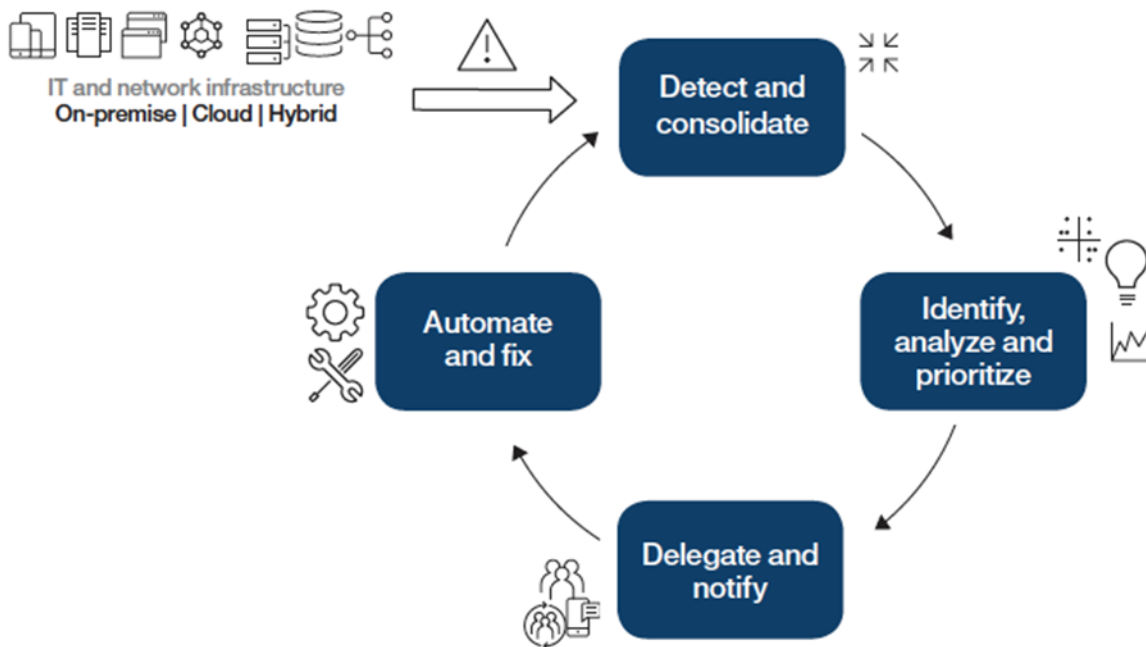 IT and network infrastructure
On-premise | Cloud | Hybrid
Detect and
consolidate
Identify,
analyze and
prioritize
Delegate and
notify
Automate
and fix